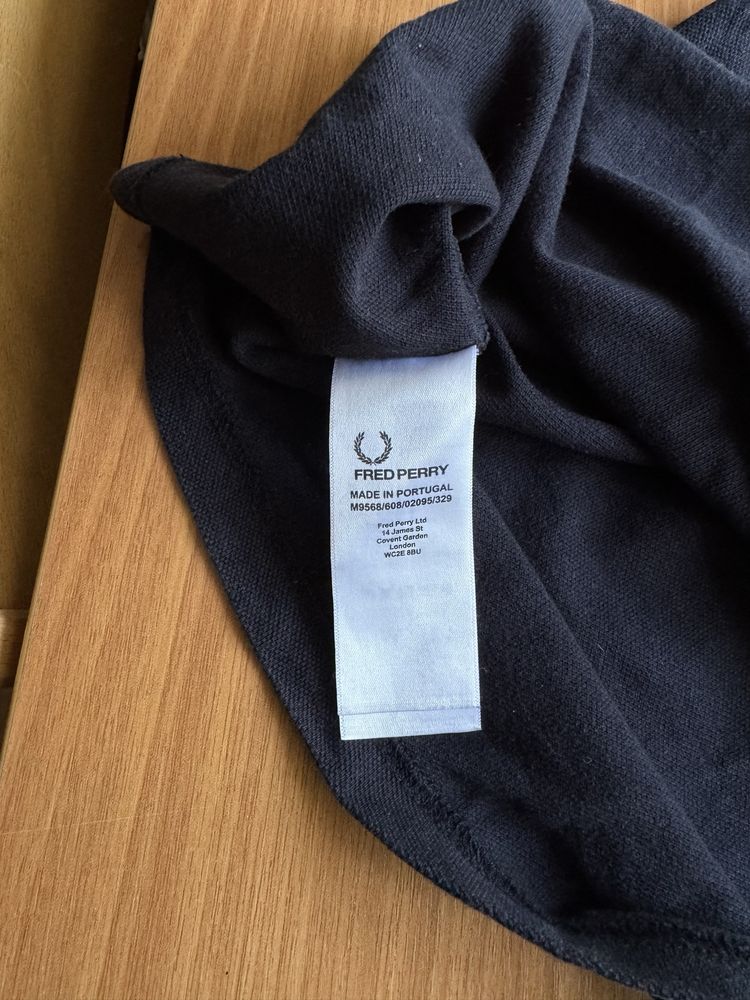 FRED PERRY
MADE IN PORTUGAL
M9568/608/02095/329
Fred Perry Ltd
14 James St
Covent Garden
London
WC2E 8BU